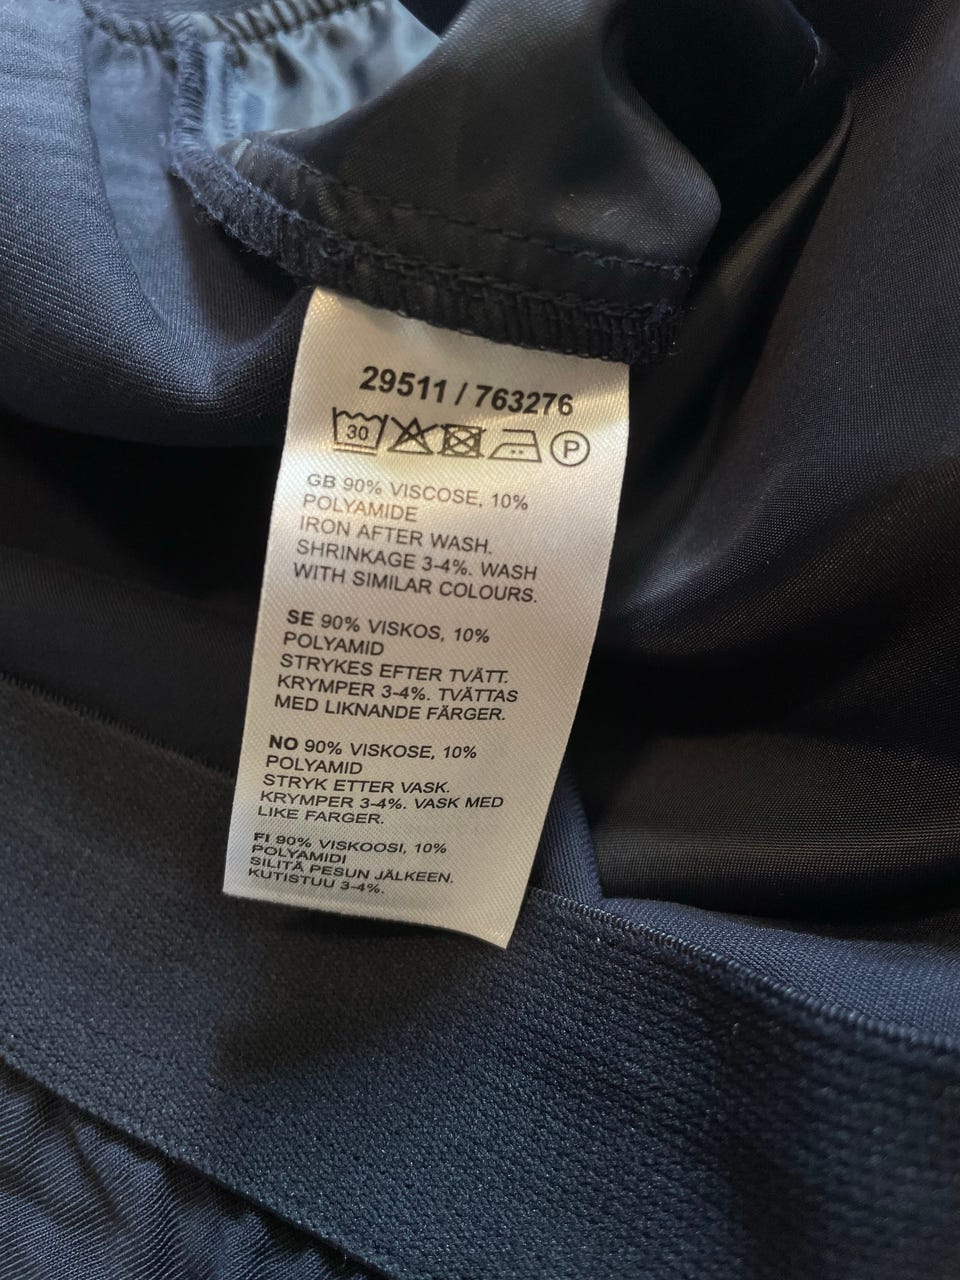 29511 / 763276
30 P
GB 90% VISCOSE, 10%
POLYAMIDE
IRON AFTER WASH.
SHRINKAGE 3-4%. WASH
WITH SIMILAR COLOURS.
SE 90% VISKOS, 10%
POLYAMID
STRYKES EFTER TVÄTT.
KRYMPER 3-4%. TVÄTTAS
MED LIKNANDE FÄRGER.
NO 90% VISKOSE, 10%
POLYAMID
STRYK ETTER VASK.
KRYMPER 3-4%. VASK MED
LIKE FARGER.
FI 90% VISKOOSI, 10%
POLYAMIDI
SILITÄ PESUN JÄLKEEN.
KUTISTUU 3-4%.